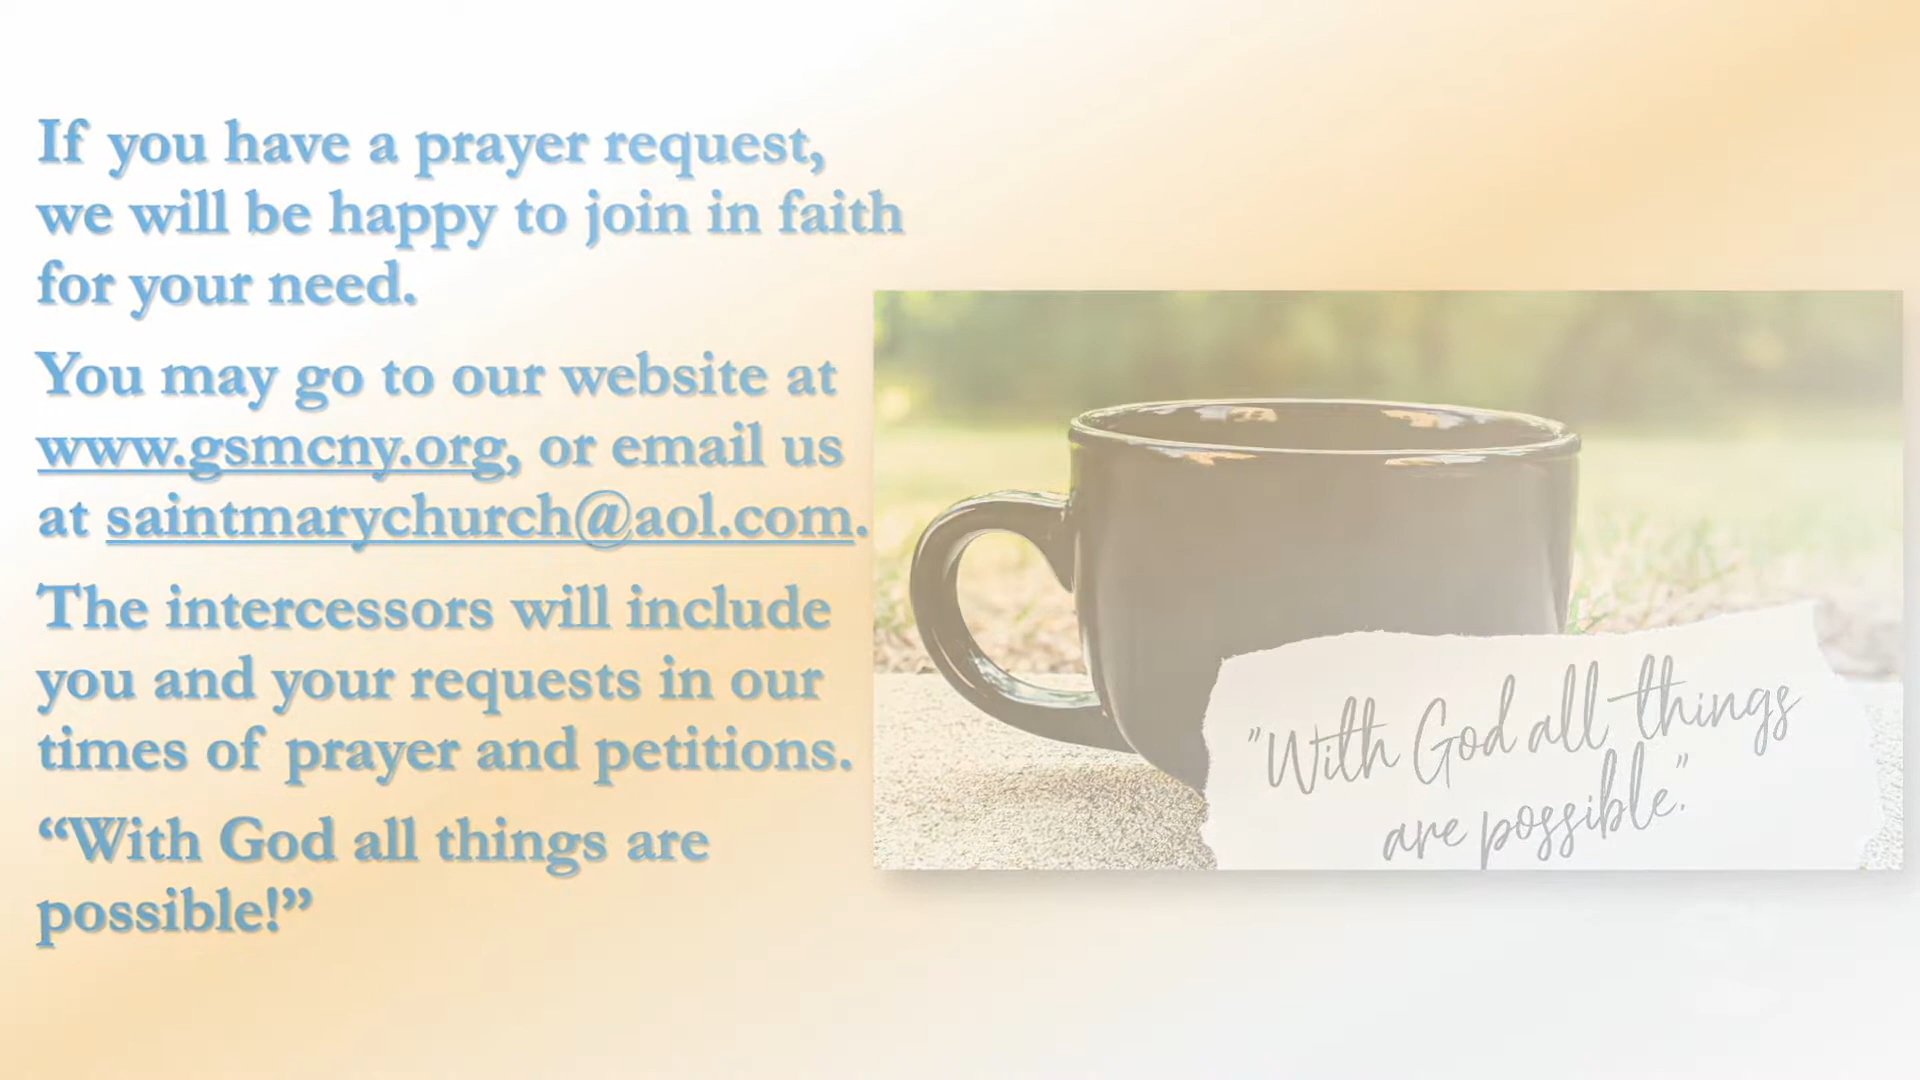 If you have a prayer request,
we will be happy to join in faith
for your need.
You may go to our website at
www.gsmcny.org, or email us
at saintmarychurch@aol.com.
The intercessors will include
you and your requests in our
times of prayer and petitions.
“With God all things are
possible!”
"With God all things
are possible."